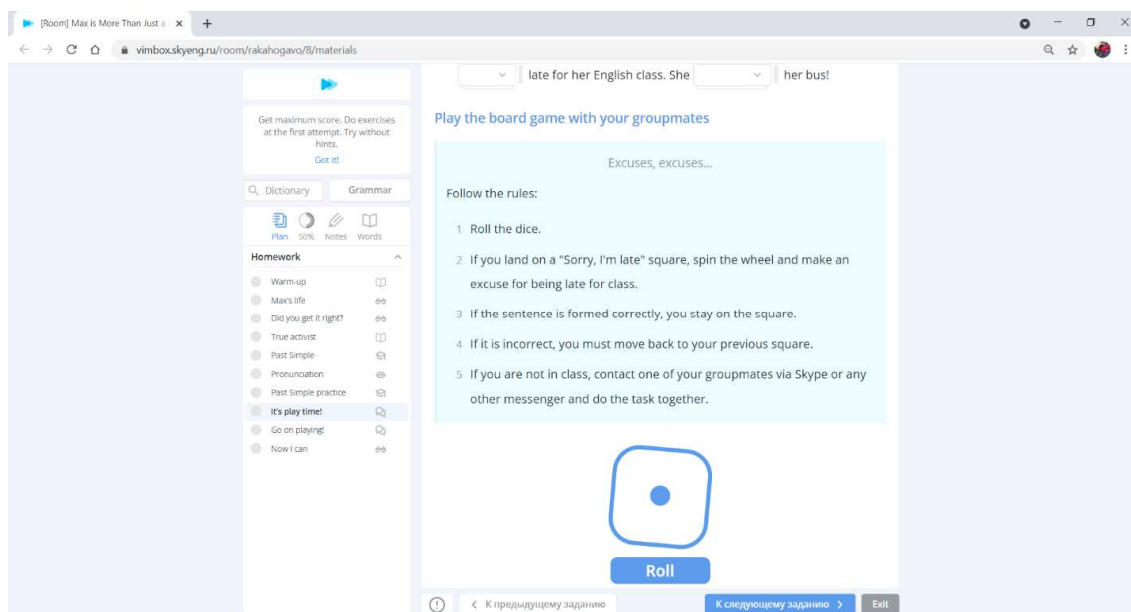 [Room] Max is More Than Just a
vimbox.skyeng.ru/room/rakahogavo/8/materials
late for her English class. She her bus!
Get maximum score. Do exercises
at the first attempt. Try without
hints.
Got it!
Dictionary Grammar
Plan 50% Notes Words
Homework
Warm-up
Max's life
Did you get it right?
True activist
Past Simple
Pronunciation
Past Simple practice
It's play time!
Go on playing!
Now I can
Play the board game with your groupmates
Excuses, excuses...
Follow the rules:
1 Roll the dice.
2 If you land on a "Sorry, I'm late" square, spin the wheel and make an
excuse for being late for class.
3 If the sentence is formed correctly, you stay on the square.
4 If it is incorrect, you must move back to your previous square.
5 If you are not in class, contact one of your groupmates via Skype or any
other messenger and do the task together.
Roll
К предыдущему заданию К следующему заданию Exit